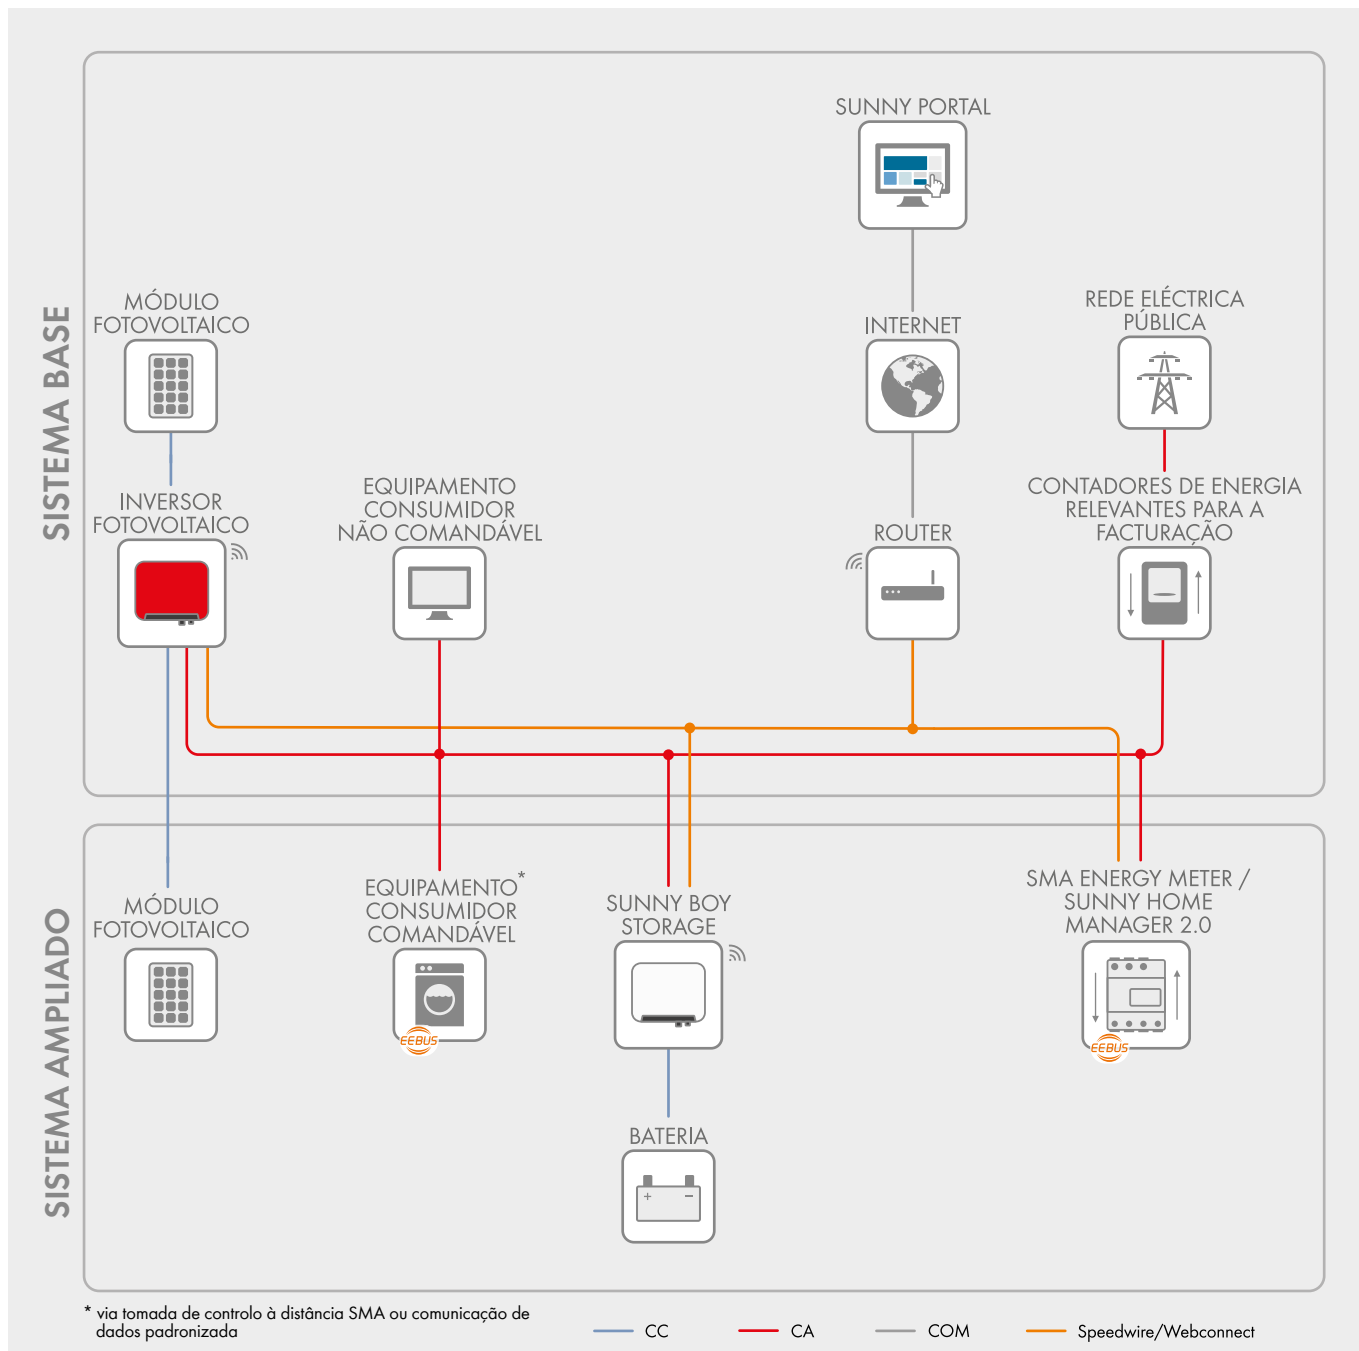 SISTEMA BASE
SUNNY PORTAL
MÓDULO
FOTOVOLTAICO
INTERNET
REDE ELÉCTRICA
PÚBLICA
INVERSOR
FOTOVOLTAICO
EQUIPAMENTO
CONSUMIDOR
NÃO COMANDÁVEL
ROUTER
CONTADORES DE ENERGIA
RELEVANTES PARA A
FACTURAÇÃO
SISTEMA AMPLIADO
MÓDULO
FOTOVOLTAICO
EQUIPAMENTO*
CONSUMIDOR
COMANDÁVEL
EEBUS
SUNNY BOY
STORAGE
SMA ENERGY METER /
SUNNY HOME
MANAGER 2.0
EEBUS
BATERIA
+ −
* via tomada de controlo à distância SMA ou comunicação de
dados padronizada
CC
CA
COM
Speedwire/Webconnect